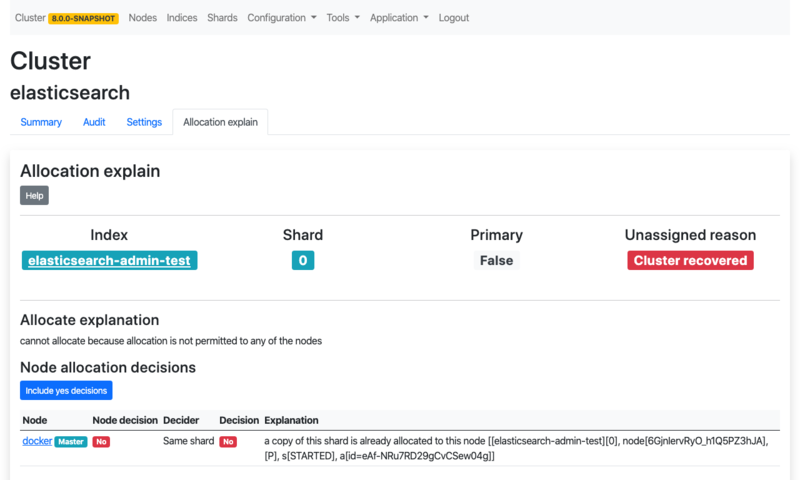 Cluster 8.0.0-SNAPSHOT Nodes Indices Shards Configuration Tools Application Logout
Cluster
elasticsearch
Summary Audit Settings Allocation explain
Allocation explain
Help
Index Shard Primary Unassigned reason
elasticsearch-admin-test 0 False Cluster recovered
Allocate explanation
cannot allocate because allocation is not permitted to any of the nodes
Node allocation decisions
Include yes decisions
Node Node decision Decider Decision Explanation
docker Master No Same shard No a copy of this shard is already allocated to this node [[elasticsearch-admin-test][0], node[6GjnlervRyO_h1Q5PZ3hJA],
[P], s[STARTED], a[id=eAf-NRu7RD29gCvCSew04g]]